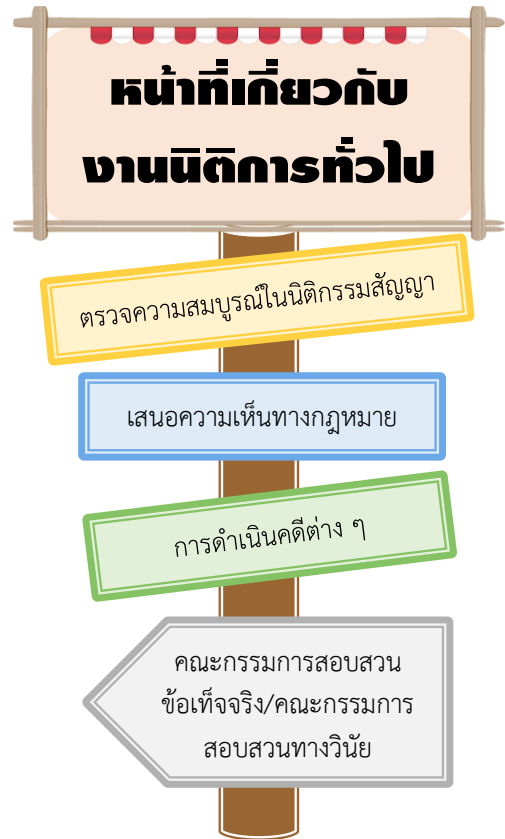 หน้าที่เกี่ยวกับ
งานนิติการทั่วไป
ตรวจความสมบูรณ์ในนิติกรรมสัญญา
เสนอความเห็นทางกฎหมาย
การดำเนินคดีต่าง ๆ
คณะกรรมการสอบสวน
ข้อเท็จจริง/คณะกรรมการ
สอบสวนทางวินัย